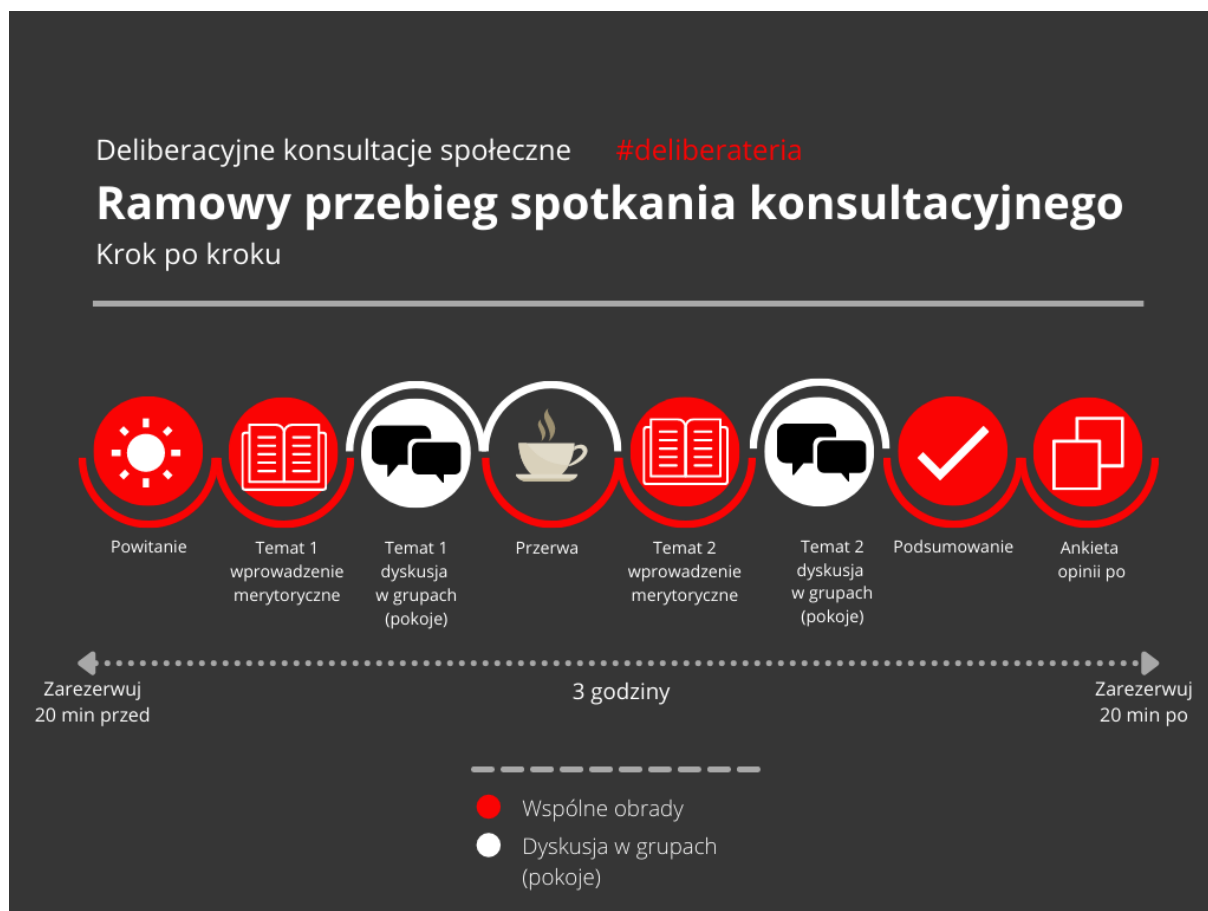 Deliberacyjne konsultacje społeczne #deliberateria
Ramowy przebieg spotkania konsultacyjnego
Krok po kroku
Powitanie
Temat 1
wprowadzenie
merytoryczne
Temat 1
dyskusja
w grupach
(pokoje)
Przerwa
Temat 2
wprowadzenie
merytoryczne
Temat 2
dyskusja
w grupach
(pokoje)
Podsumowanie
Ankieta
opinii po
Zarezerwuj
20 min przed
3 godziny
Zarezerwuj
20 min po
Wspólne obrady
Dyskusja w grupach
(pokoje)